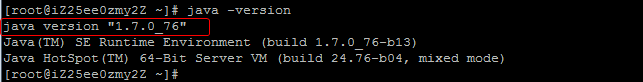 [root@iZ25ee0zmy2Z ~]# java -version
java version "1.7.0_76"
Java(TM) SE Runtime Environment (build 1.7.0_76-b13)
Java HotSpot(TM) 64-Bit Server VM (build 24.76-b04, mixed mode)
[root@iZ25ee0zmy2Z ~]#